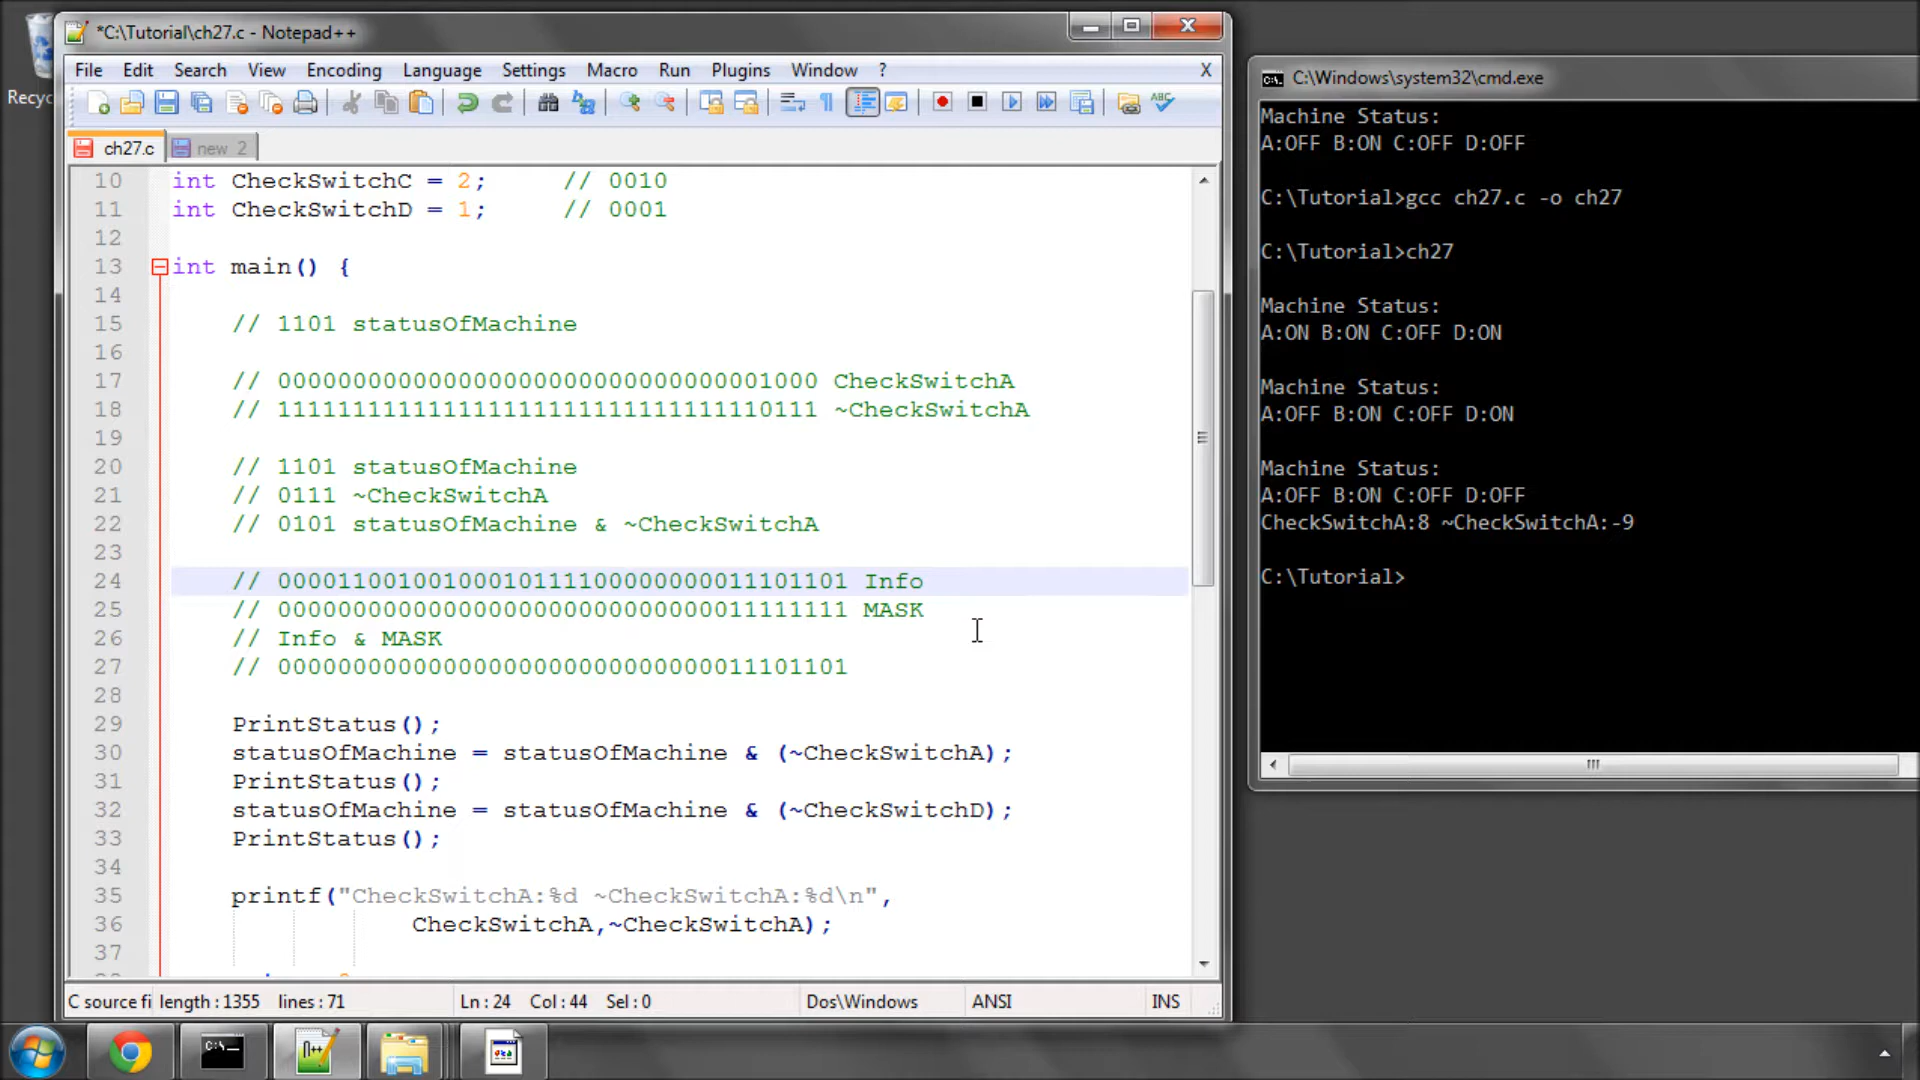 Recyc
*C:\Tutorial\ch27.c - Notepad++
File Edit Search View Encoding Language Settings Macro Run Plugins Window ? X
ch27.c new 2
10 int CheckSwitchC = 2; // 0010
11 int CheckSwitchD = 1; // 0001
12
13 int main() {
14
15 // 1101 statusOfMachine
16
17 // 000000000000000000000000000000001000 CheckSwitchA
18 // 111111111111111111111111111111110111 ~CheckSwitchA
19
20 // 1101 statusOfMachine
21 // 0111 ~CheckSwitchA
22 // 0101 statusOfMachine & ~CheckSwitchA
23
24 // 00001100100100010111100000000011101101 Info
25 // 00000000000000000000000000000011111111 MASK
26 // Info & MASK
27 // 00000000000000000000000000000011101101
28
29 PrintStatus();
30 statusOfMachine = statusOfMachine & (~CheckSwitchA);
31 PrintStatus();
32 statusOfMachine = statusOfMachine & (~CheckSwitchD);
33 PrintStatus();
34
35 printf("CheckSwitchA:%d ~CheckSwitchA:%d\n",
36 CheckSwitchA,~CheckSwitchA);
37
C source fi length : 1355 lines : 71 Ln : 24 Col : 44 Sel : 0 Dos\Windows ANSI INS
C:\Windows\system32\cmd.exe
Machine Status:
A:OFF B:ON C:OFF D:OFF
C:\Tutorial>gcc ch27.c -o ch27
C:\Tutorial>ch27
Machine Status:
A:ON B:ON C:OFF D:ON
Machine Status:
A:OFF B:ON C:OFF D:ON
Machine Status:
A:OFF B:ON C:OFF D:OFF
CheckSwitchA:8 ~CheckSwitchA:-9
C:\Tutorial>